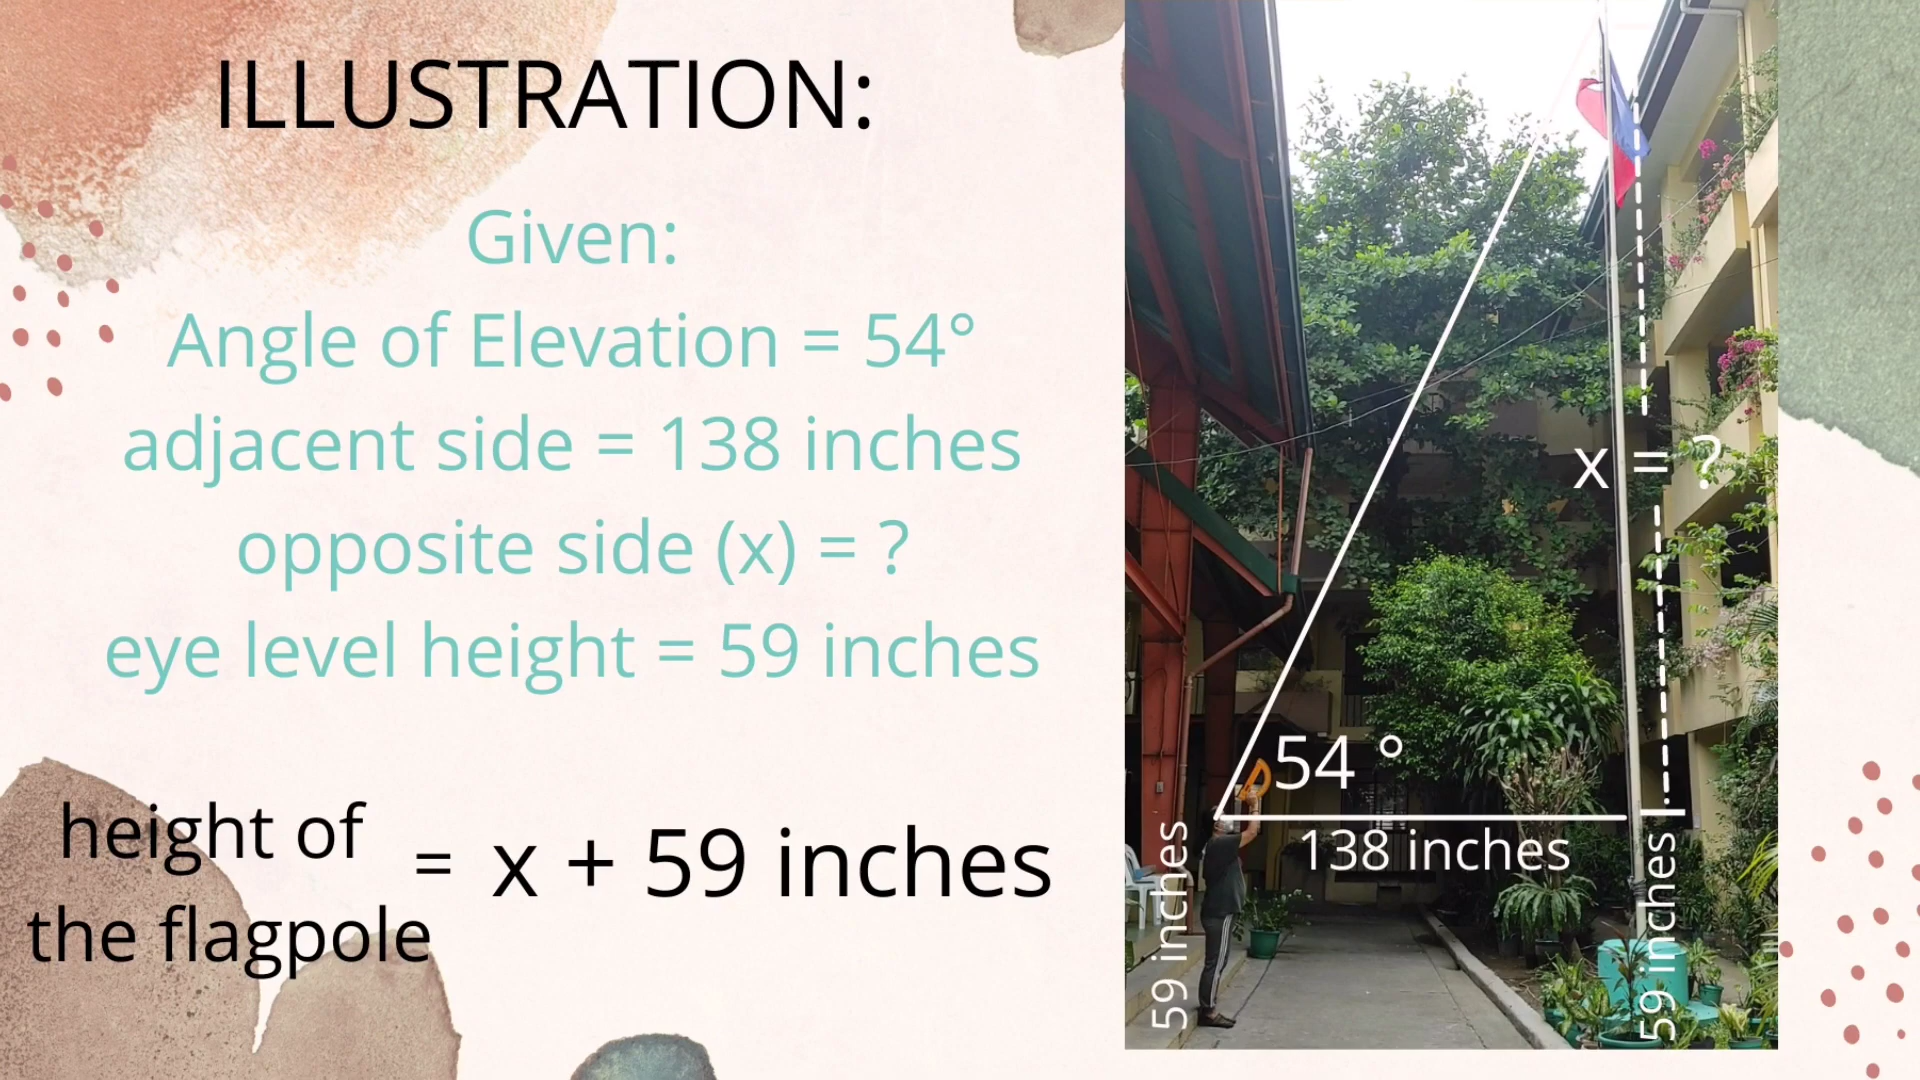 ILLUSTRATION:
Given:
Angle of Elevation = 54°
adjacent side = 138 inches
opposite side (x) = ?
eye level height = 59 inches
height of
the flagpole
= x + 59 inches
x = ?
54 °
138 inches
59 inches
59 inches